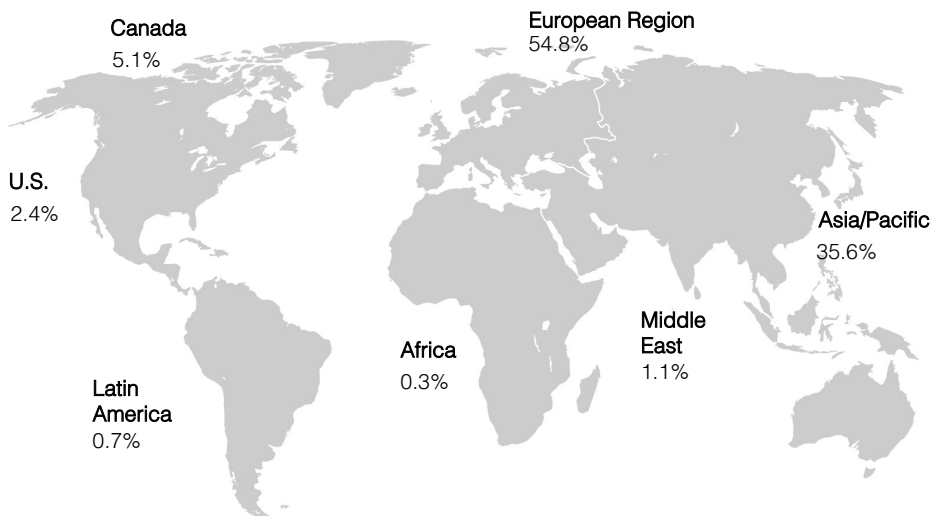 Canada
5.1%
European Region
54.8%
U.S.
2.4%
Asia/Pacific
35.6%
Middle
East
1.1%
Africa
0.3%
Latin
America
0.7%